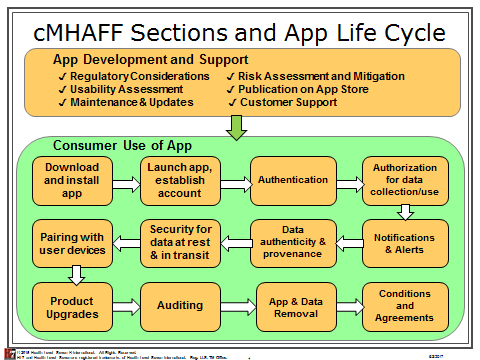 cMHAFF Sections and App Life Cycle
App Development and Support
✓ Regulatory Considerations
✓ Usability Assessment
✓ Maintenance & Updates
✓ Risk Assessment and Mitigation
✓ Publication on App Store
✓ Customer Support
Consumer Use of App
Download
and install
app
Launch app,
establish
account
Authentication
Authorization
for data
collection/use
Notifications
& Alerts
Data
authenticity &
provenance
Security for
data at rest
& in transit
Pairing with
user devices
Product
Upgrades
Auditing
App & Data
Removal
Conditions
and
Agreements
All Rights Reserved.